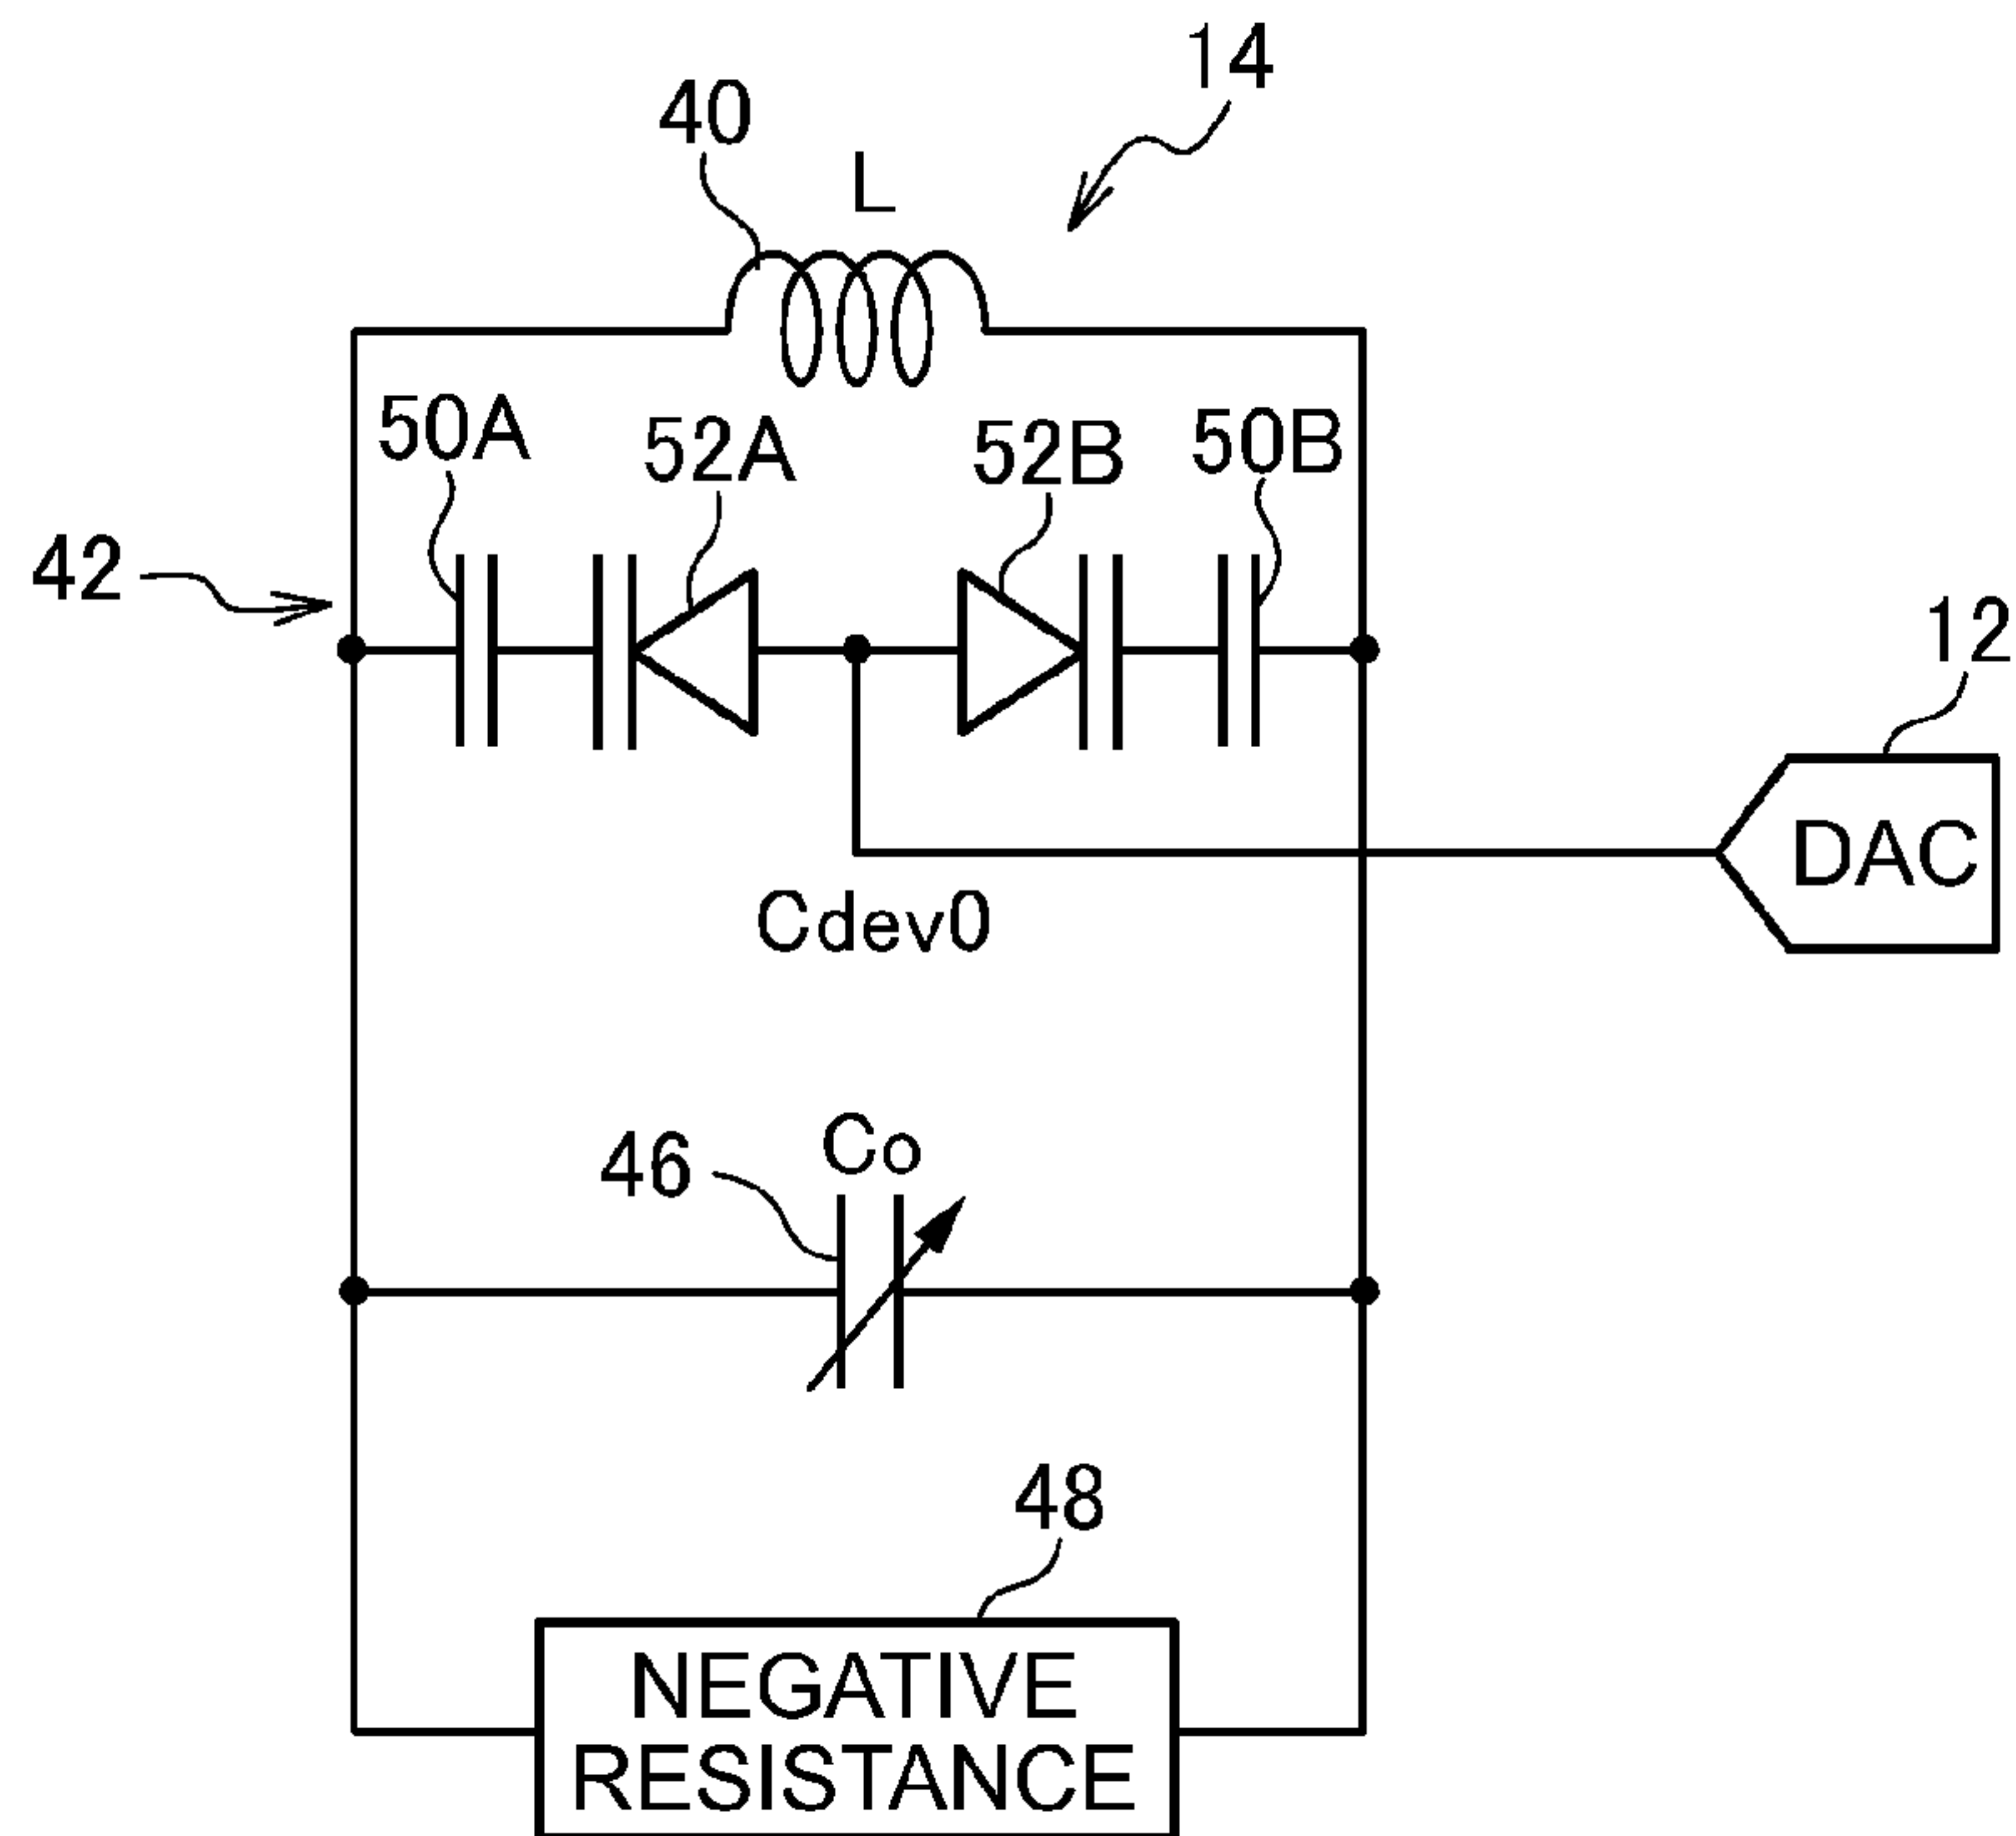 14
40
L
50A
52A
52B
50B
42
12
DAC
Cdev0
Co
46
48
NEGATIVE
RESISTANCE